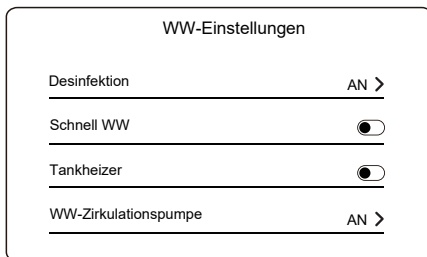 WW-Einstellungen
Desinfektion AN >
Schnell WW
Tankheizer
WW-Zirkulationspumpe AN >